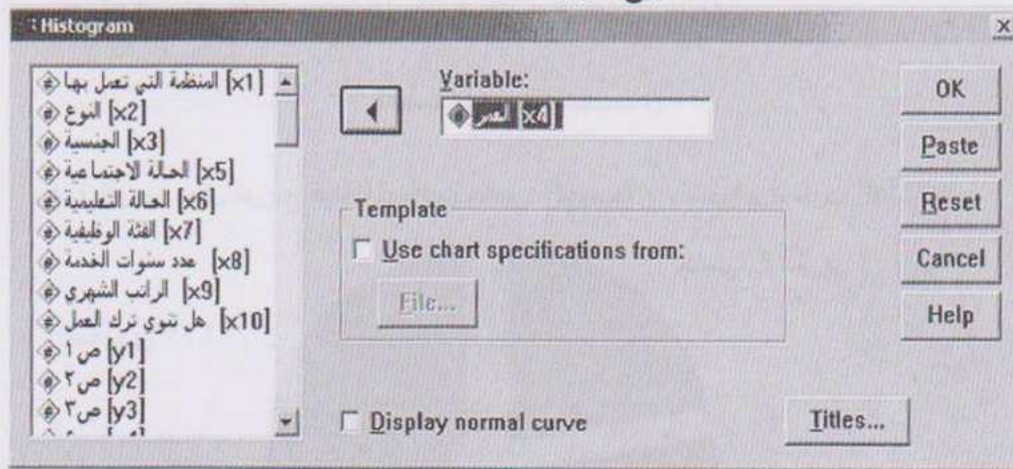 Histogram
المنظمة التي تعمل بها [x1]
النوع [x2]
الجنسية [x3]
الحالة الاجتماعية [x5]
الحالة التعليمية [x6]
الفئة الوظيفية [x7]
عدد سنوات الخدمة [x8]
الراتب الشهري [x9]
هل تنوي ترك العمل [x10]
ص١ [y1]
ص٢ [y2]
ص٣ [y3]
Variable:
العمر [x4]
Template
Use chart specifications from:
File...
Display normal curve
Titles...
OK
Paste
Reset
Cancel
Help